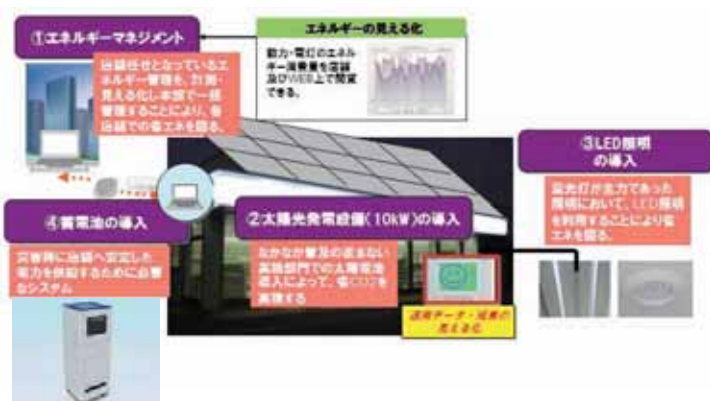 エネルギーの見える化
動力・電灯のエネル
ギー消費量を店舗
及びWEB上で閲覧
できる。
①エネルギーマネジメント
店舗任せとなっているエ
ネルギー管理を、計測・
見える化し本部で一括
管理することにより、各
店舗での省エネを図る。
③LED照明
の導入
蛍光灯が主力であった
照明において、LED照明
を利用することにより省
エネを図る。
④蓄電池の導入
災害時に店舗へ安定した
電力を供給するために必要
なシステム
②太陽光発電設備(10kW)の導入
なかなか普及の進まない
業務部門での太陽電池
導入によって、省CO2を
実現する
運用データ・効果の
見える化